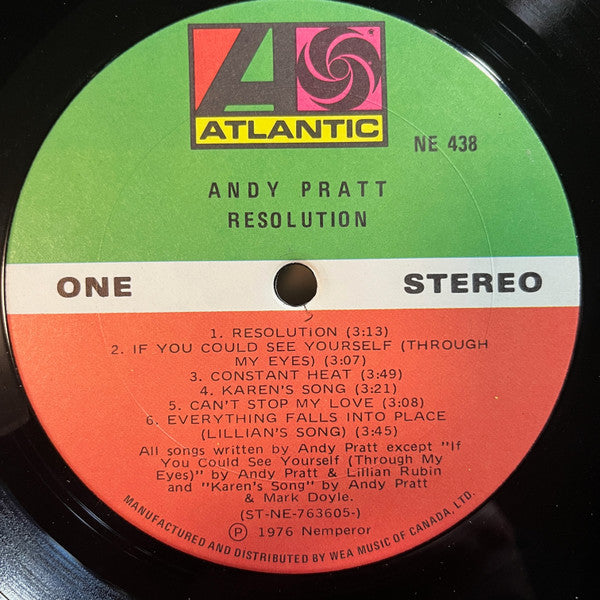 ATLANTIC
NE 438
ANDY PRATT
RESOLUTION
ONE
STEREO
1. RESOLUTION (3:13)
2. IF YOU COULD SEE YOURSELF (THROUGH
MY EYES) (3:07)
3. CONSTANT HEAT (3:49)
4. KAREN'S SONG (3:21)
5. CAN'T STOP MY LOVE (3:08)
6. EVERYTHING FALLS INTO PLACE
(LILLIAN'S SONG) (3:45)
All songs written by Andy Pratt except "If
You Could See Yourself (Through My
Eyes)" by Andy Pratt & Lillian Rubin
and "Karen's Song" by Andy Pratt
& Mark Doyle.
(ST-NE-763605-)
Ⓟ 1976 Nemperor
MANUFACTURED AND DISTRIBUTED BY WEA MUSIC OF CANADA, LTD.